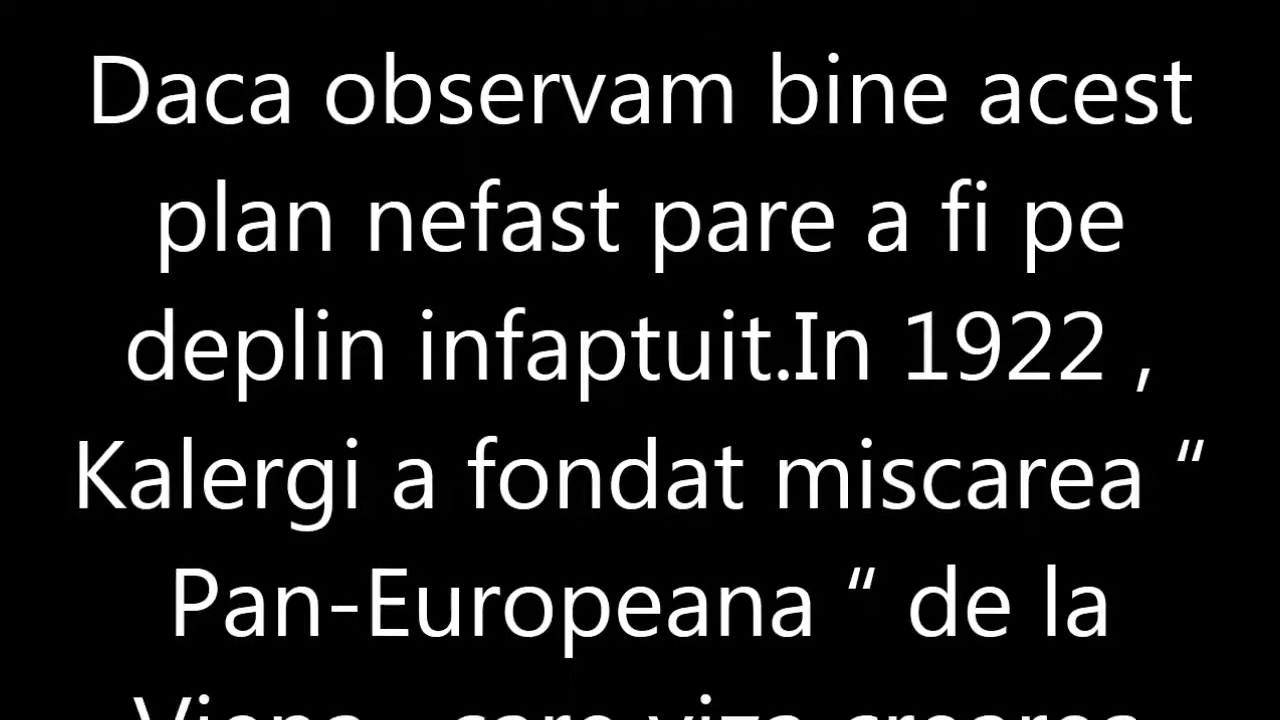 Daca observam bine acest
plan nefast pare a fi pe
deplin infaptuit.In 1922 ,
Kalergi a fondat miscarea “
Pan-Europeana “ de la